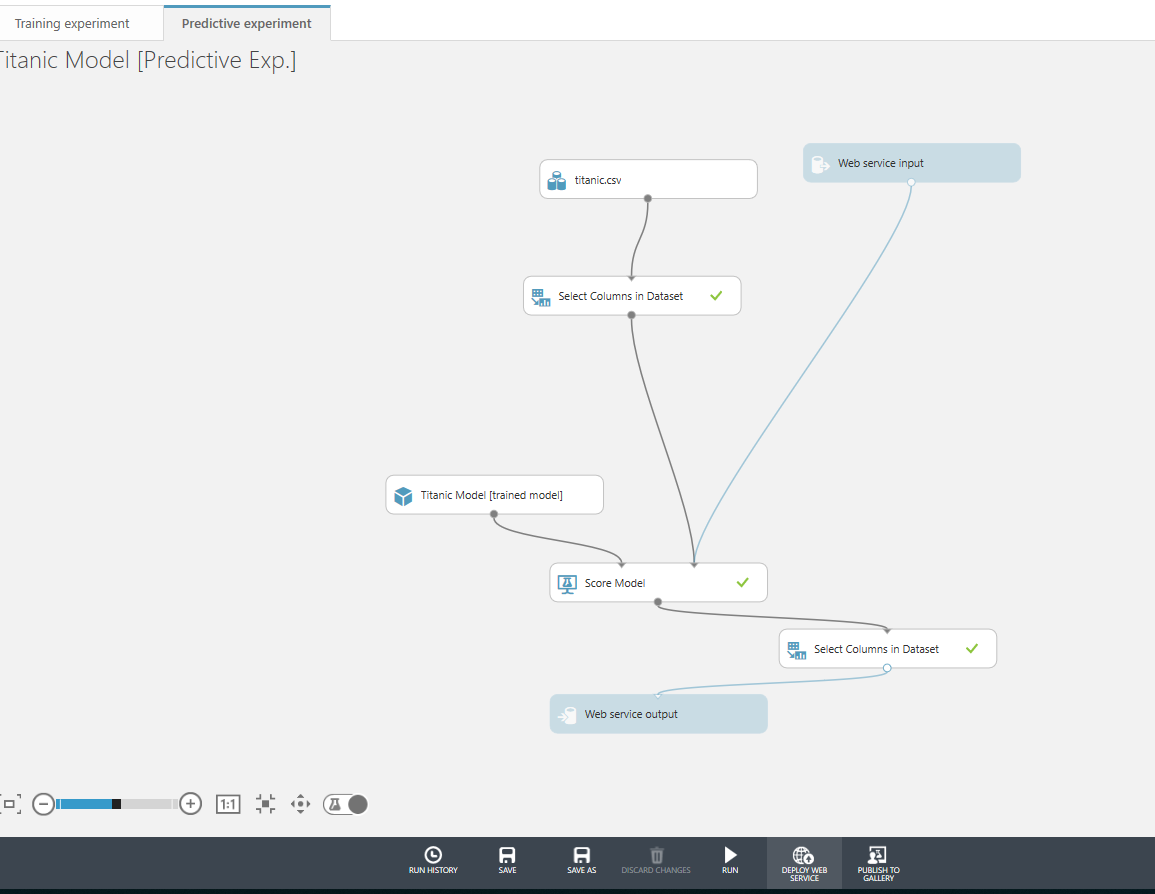 Training experiment
Predictive experiment
Titanic Model [Predictive Exp.]
Web service input
titanic.csv
Select Columns in Dataset
Titanic Model [trained model]
Score Model
Select Columns in Dataset
Web service output
1:1
RUN HISTORY
SAVE
SAVE AS
DISCARD CHANGES
RUN
DEPLOY WEB
SERVICE
PUBLISH TO
GALLERY